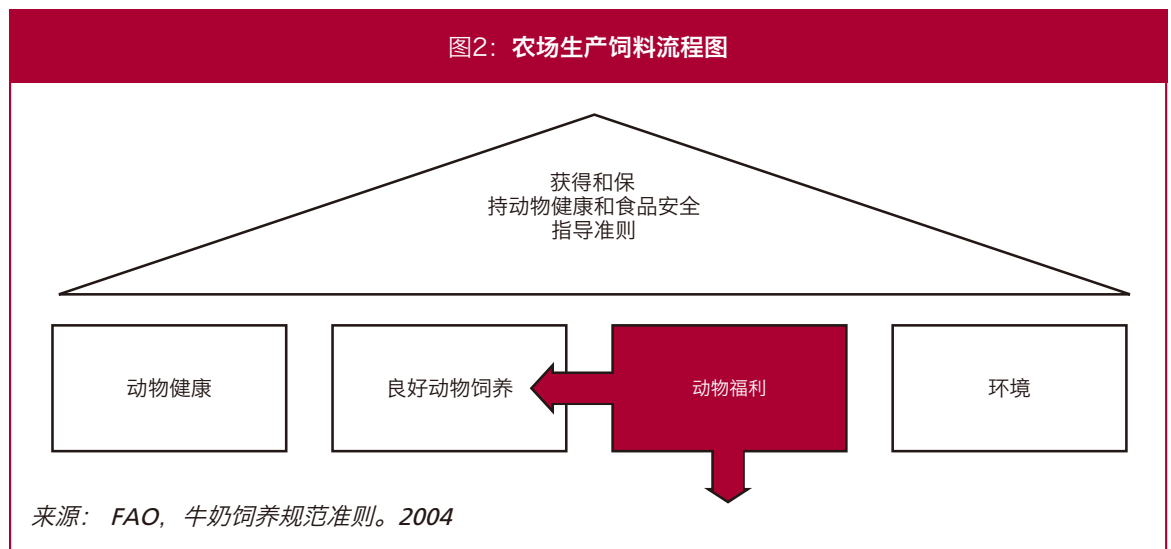 图2：农场生产饲料流程图
获得和保
持动物健康和食品安全
指导准则
动物健康
良好动物饲养
动物福利
环境
来源： FAO，牛奶饲养规范准则。2004